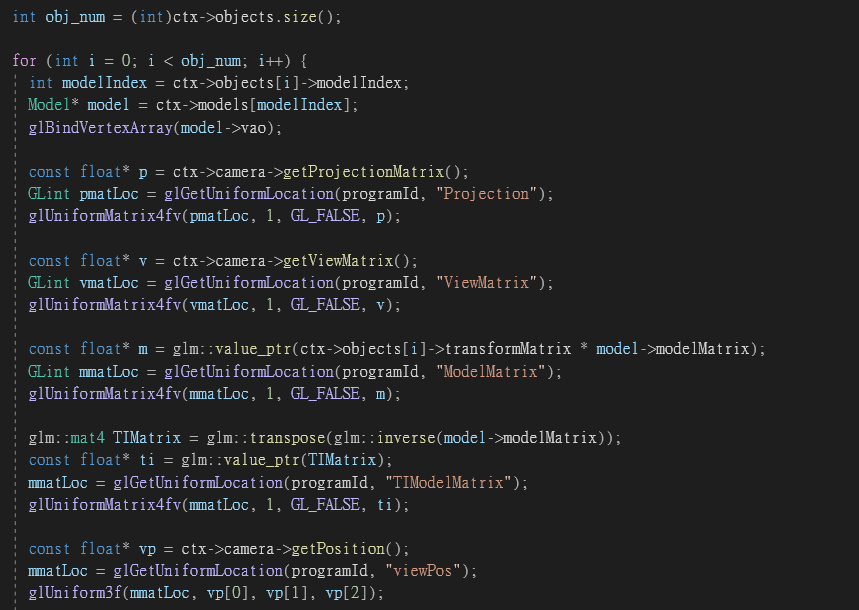 int obj_num = (int)ctx->objects.size();
for (int i = 0; i < obj_num; i++) {
int modelIndex = ctx->objects[i]->modelIndex;
Model* model = ctx->models[modelIndex];
glBindVertexArray(model->vao);
const float* p = ctx->camera->getProjectionMatrix();
GLint pmatLoc = glGetUniformLocation(programId, "Projection");
glUniformMatrix4fv(pmatLoc, 1, GL_FALSE, p);
const float* v = ctx->camera->getViewMatrix();
GLint vmatLoc = glGetUniformLocation(programId, "ViewMatrix");
glUniformMatrix4fv(vmatLoc, 1, GL_FALSE, v);
const float* m = glm::value_ptr(ctx->objects[i]->transformMatrix * model->modelMatrix);
GLint mmatLoc = glGetUniformLocation(programId, "ModelMatrix");
glUniformMatrix4fv(mmatLoc, 1, GL_FALSE, m);
glm::mat4 TIMatrix = glm::transpose(glm::inverse(model->modelMatrix));
const float* ti = glm::value_ptr(TIMatrix);
mmatLoc = glGetUniformLocation(programId, "TIModelMatrix");
glUniformMatrix4fv(mmatLoc, 1, GL_FALSE, ti);
const float* vp = ctx->camera->getPosition();
mmatLoc = glGetUniformLocation(programId, "viewPos");
glUniform3f(mmatLoc, vp[0], vp[1], vp[2]);